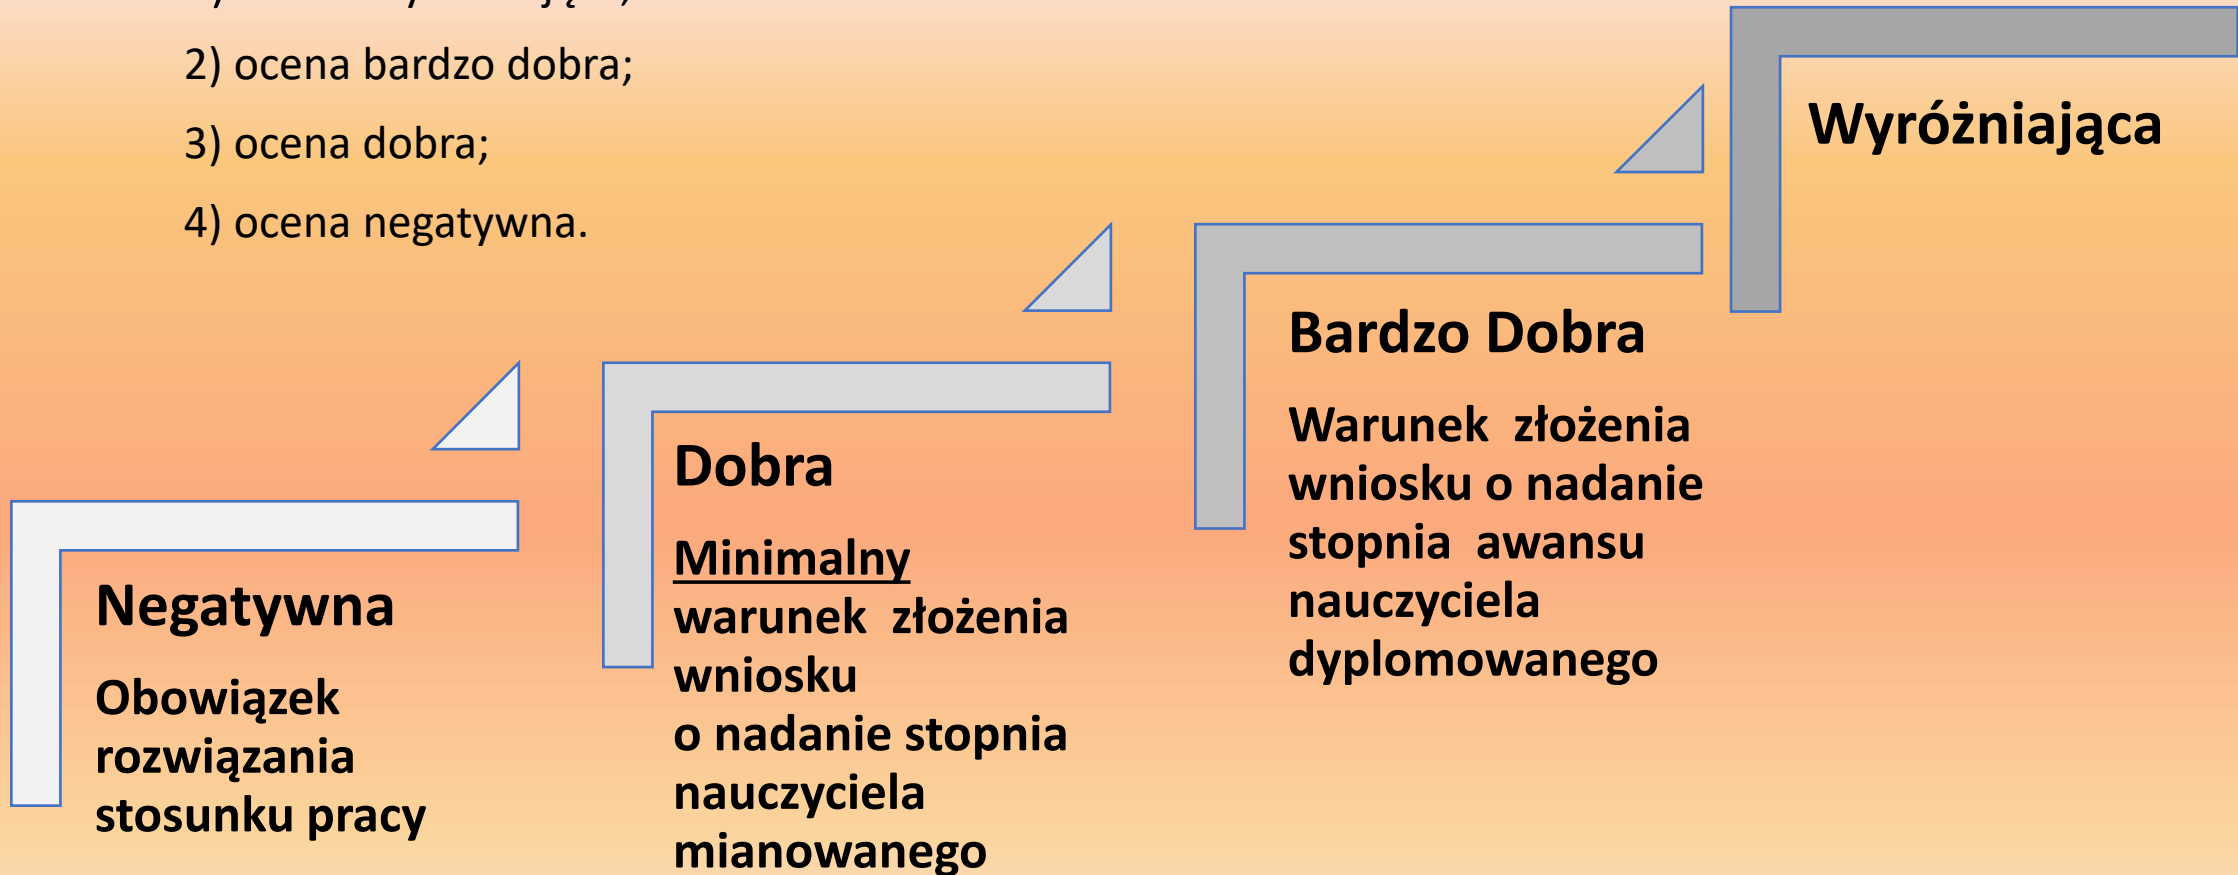 2) ocena bardzo dobra;
3) ocena dobra;
4) ocena negatywna.
Negatywna
Obowiązek
rozwiązania
stosunku pracy
Dobra
Minimalny
warunek złożenia
wniosku
o nadanie stopnia
nauczyciela
mianowanego
Bardzo Dobra
Warunek złożenia
wniosku o nadanie
stopnia awansu
nauczyciela
dyplomowanego
Wyróżniająca